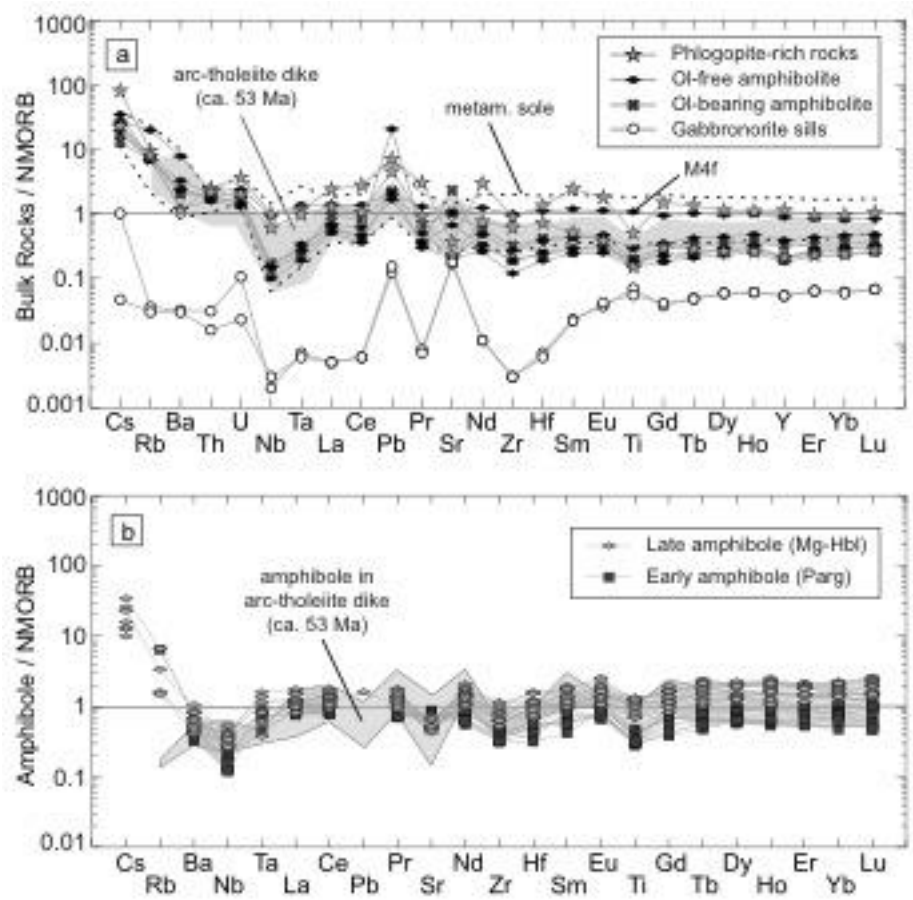 a
1000
100
10
1
0.1
0.01
0.001
Bulk Rocks / NMORB
arc-tholeiite dike
(ca. 53 Ma)
metam. sole
Phlogopite-rich rocks
Ol-free amphibolite
Ol-bearing amphibolite
Gabbronorite sills
M4f
Cs Ba U Ta Ce Pr Nd Hf Eu Gd Dy Y Yb
Rb Th Nb La Pb Sr Zr Sm Ti Tb Ho Er Lu
b
1000
100
10
1
0.1
0.01
Amphibole / NMORB
amphibole in
arc-tholeiite dike
(ca. 53 Ma)
Late amphibole (Mg-Hbl)
Early amphibole (Parg)
Cs Ba Ta Ce Pr Nd Hf Eu Gd Dy Y Er Lu
Rb Nb La Pb Sr Zr Sm Ti Tb Ho Yb